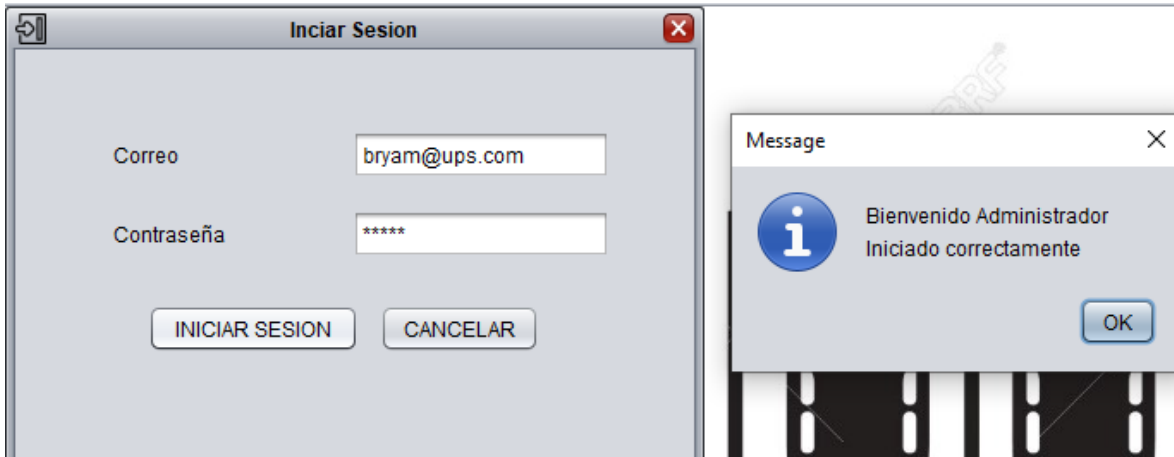 Inciar Sesion
Correo
bryam@ups.com
Contraseña
*****
INICIAR SESION
CANCELAR
Message
Bienvenido Administrador
Iniciado correctamente
OK